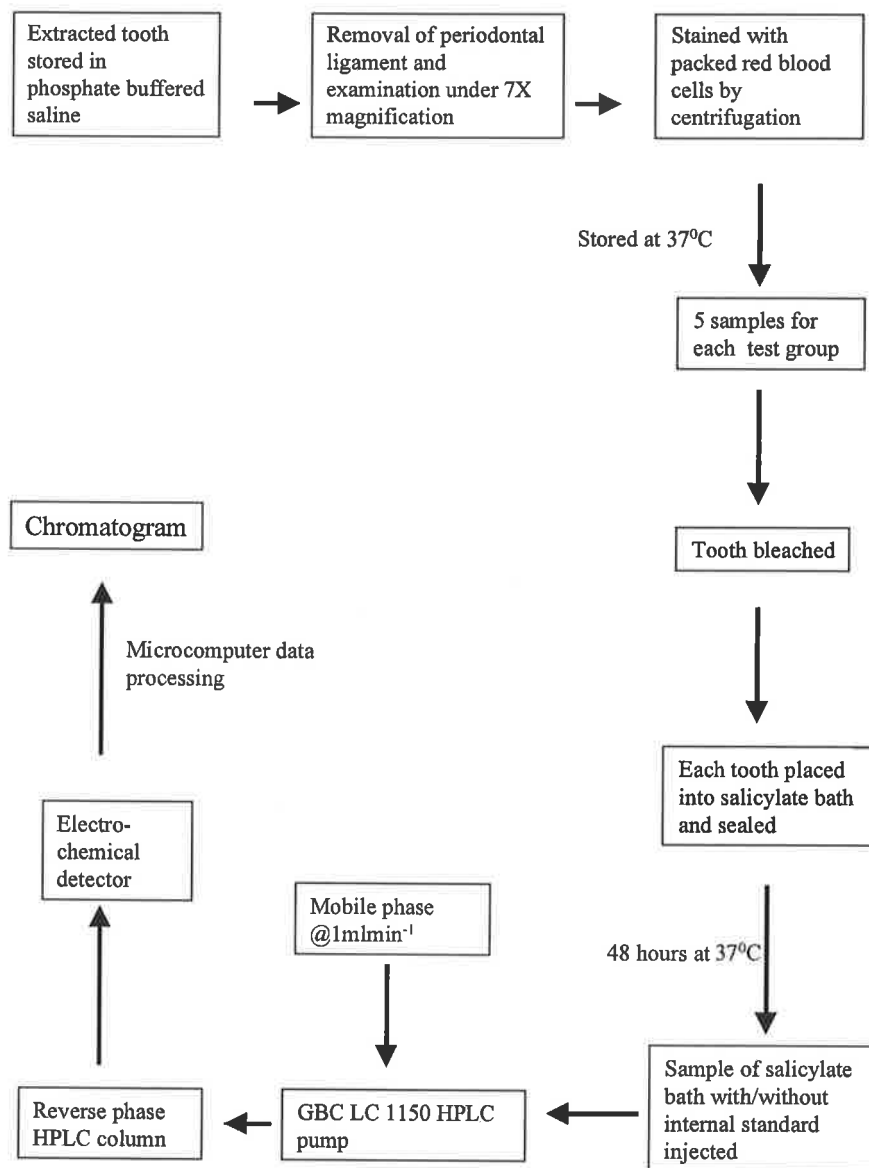 Extracted tooth
stored in
phosphate buffered
saline
Removal of periodontal
ligament and
examination under 7X
magnification
Stained with
packed red blood
cells by
centrifugation
Stored at 37⁰C
5 samples for
each test group
Tooth bleached
Each tooth placed
into salicylate bath
and sealed
48 hours at 37⁰C
Sample of salicylate
bath with/without
internal standard
injected
Mobile phase
@1mlmin⁻¹
GBC LC 1150 HPLC
pump
Reverse phase
HPLC column
Electro-
chemical
detector
Microcomputer data
processing
Chromatogram